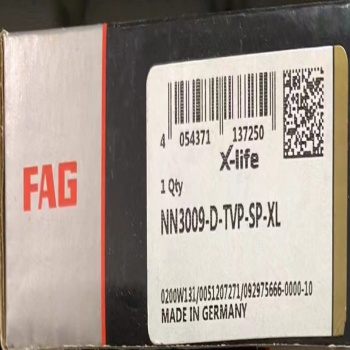 FAG
4 054371 137250
X-life
1 Qty
NN3009-D-TVP-SP-XL
0200W131/0051207271/092975666-0000-10
MADE IN GERMANY